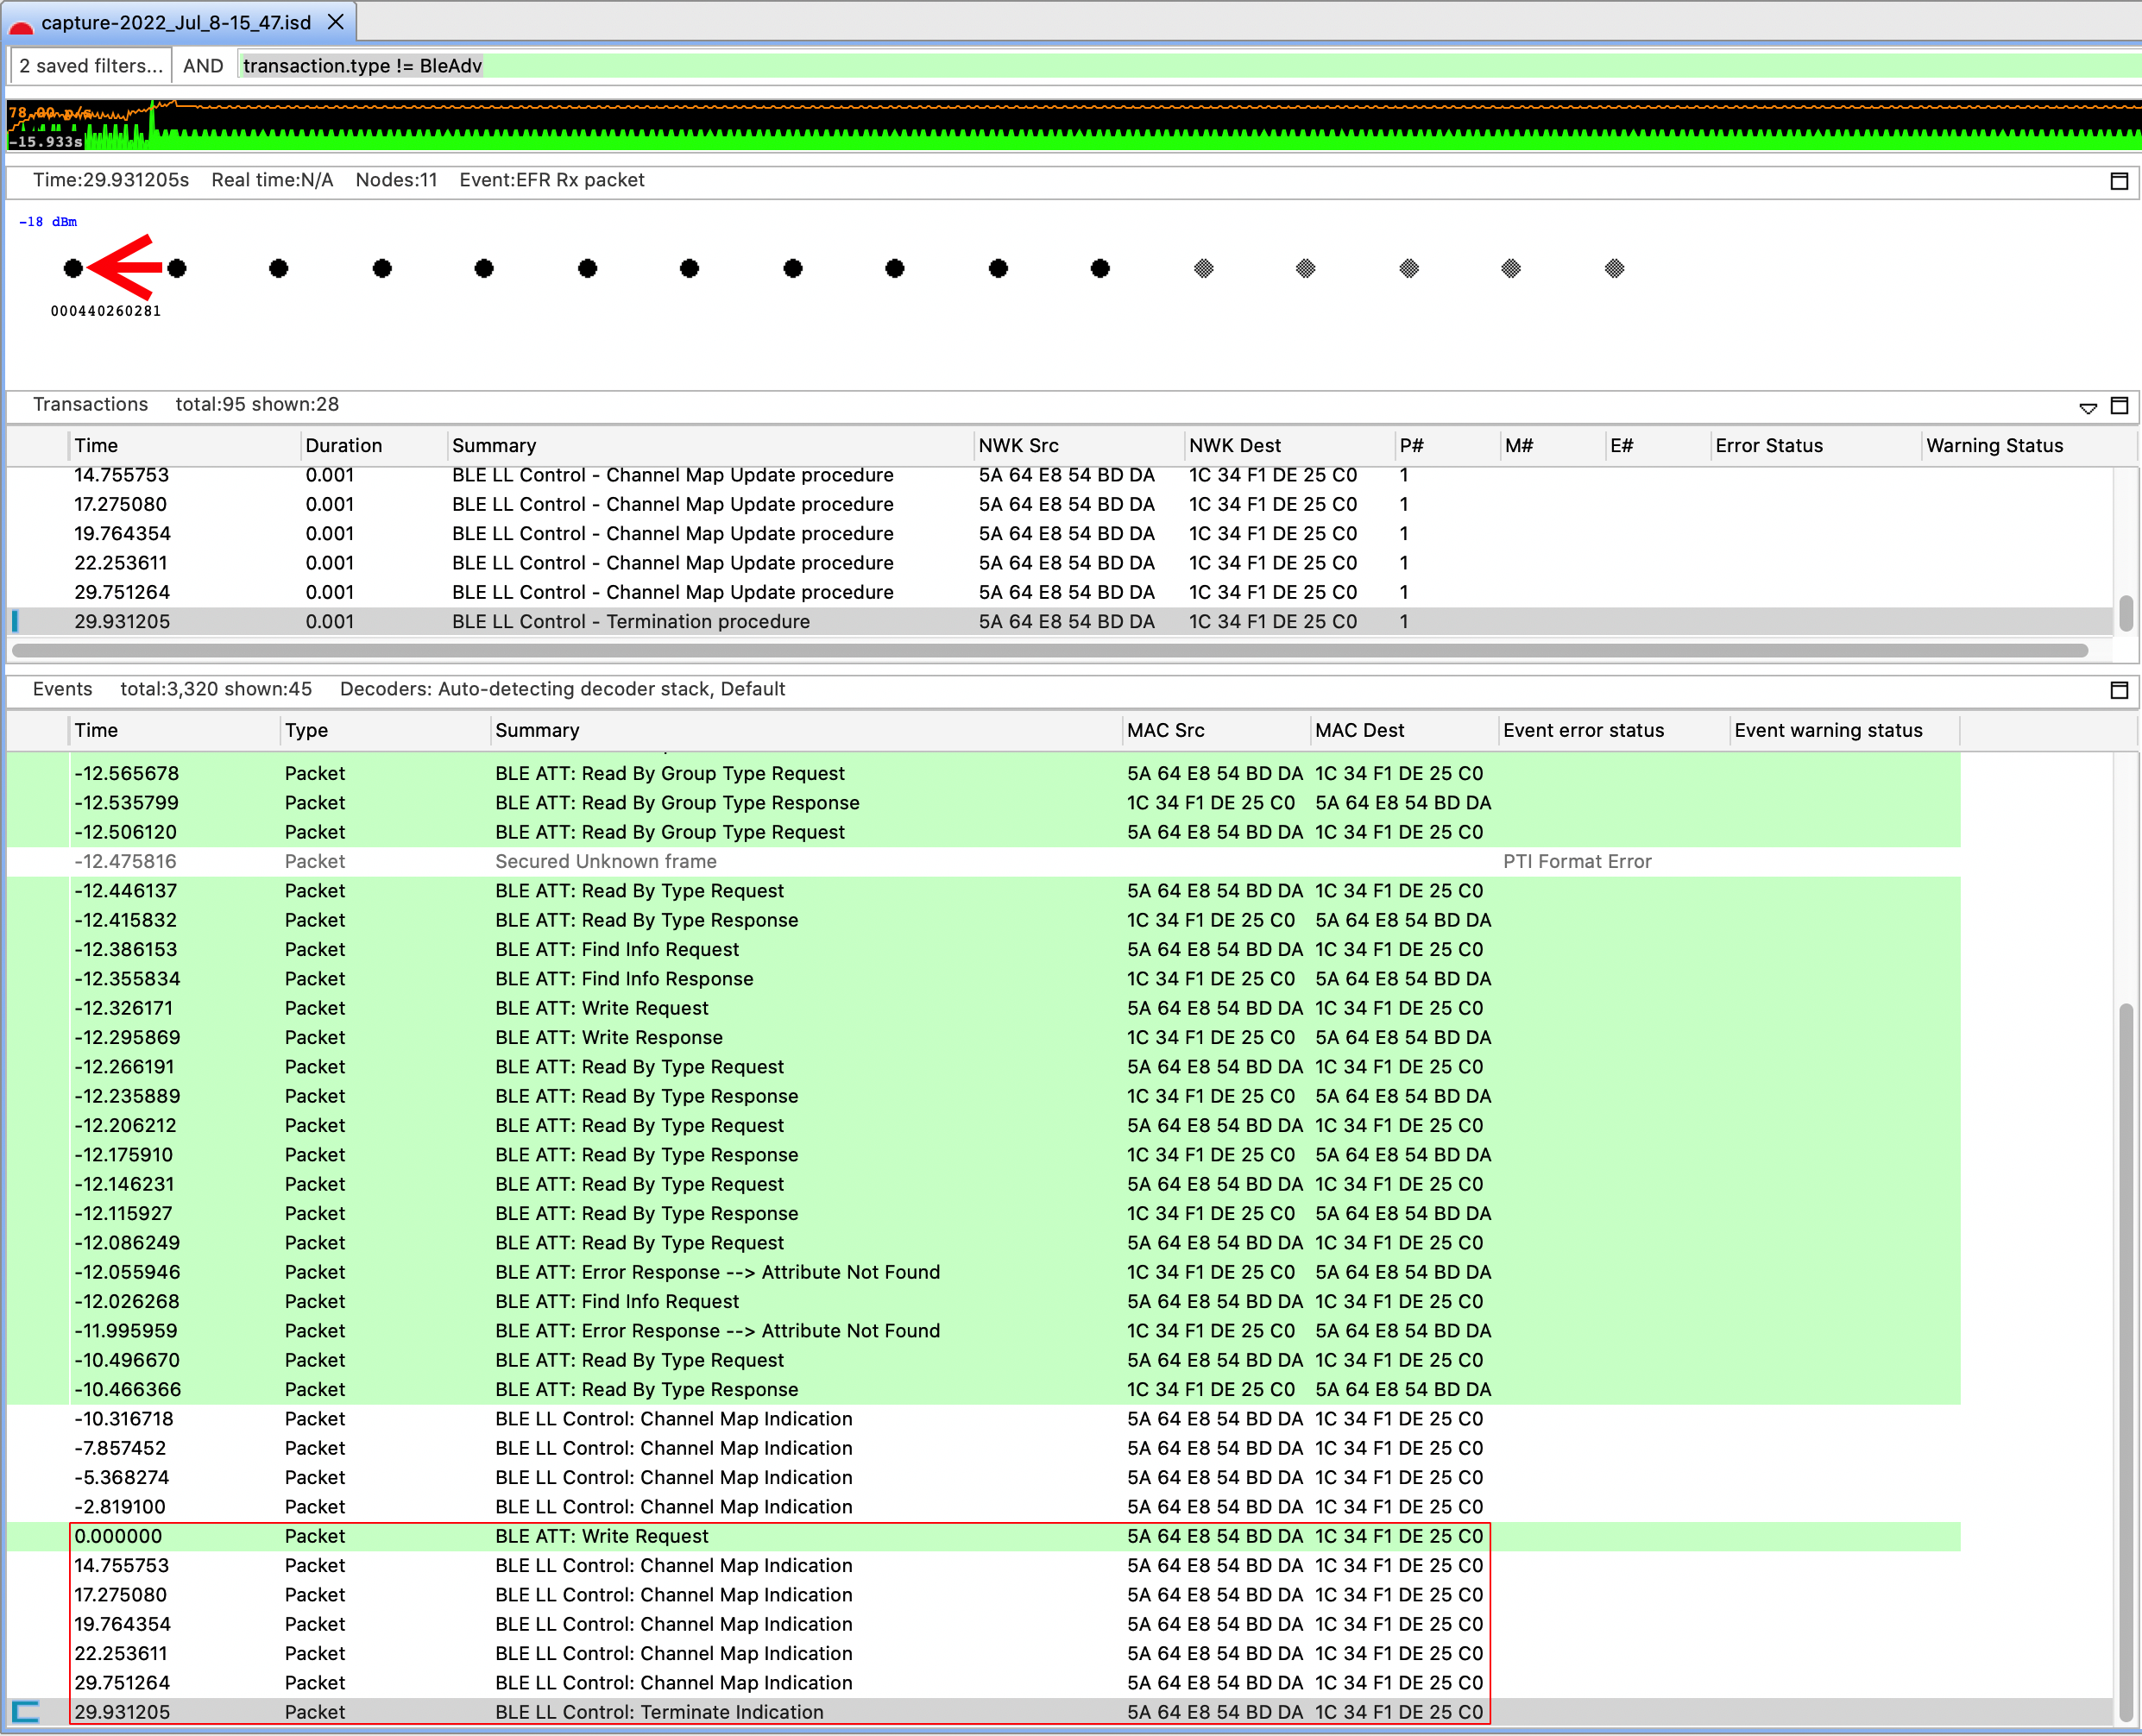 capture-2022_Jul_8-15_47.isd
2 saved filters... AND transaction.type != BleAdv
78.00 p/s
-15.933s
Time:29.931205s Real time:N/A Nodes:11 Event:EFR Rx packet
-18 dBm
000440260281
Transactions total:95 shown:28
Time Duration Summary NWK Src NWK Dest P# M# E# Error Status Warning Status
14.755753 0.001 BLE LL Control - Channel Map Update procedure 5A 64 E8 54 BD DA 1C 34 F1 DE 25 C0 1
17.275080 0.001 BLE LL Control - Channel Map Update procedure 5A 64 E8 54 BD DA 1C 34 F1 DE 25 C0 1
19.764354 0.001 BLE LL Control - Channel Map Update procedure 5A 64 E8 54 BD DA 1C 34 F1 DE 25 C0 1
22.253611 0.001 BLE LL Control - Channel Map Update procedure 5A 64 E8 54 BD DA 1C 34 F1 DE 25 C0 1
29.751264 0.001 BLE LL Control - Channel Map Update procedure 5A 64 E8 54 BD DA 1C 34 F1 DE 25 C0 1
29.931205 0.001 BLE LL Control - Termination procedure 5A 64 E8 54 BD DA 1C 34 F1 DE 25 C0 1
Events total:3,320 shown:45 Decoders: Auto-detecting decoder stack, Default
Time Type Summary MAC Src MAC Dest Event error status Event warning status
-12.565678 Packet BLE ATT: Read By Group Type Request 5A 64 E8 54 BD DA 1C 34 F1 DE 25 C0
-12.535799 Packet BLE ATT: Read By Group Type Response 1C 34 F1 DE 25 C0 5A 64 E8 54 BD DA
-12.506120 Packet BLE ATT: Read By Group Type Request 5A 64 E8 54 BD DA 1C 34 F1 DE 25 C0
-12.475816 Packet Secured Unknown frame PTI Format Error
-12.446137 Packet BLE ATT: Read By Type Request 5A 64 E8 54 BD DA 1C 34 F1 DE 25 C0
-12.415832 Packet BLE ATT: Read By Type Response 1C 34 F1 DE 25 C0 5A 64 E8 54 BD DA
-12.386153 Packet BLE ATT: Find Info Request 5A 64 E8 54 BD DA 1C 34 F1 DE 25 C0
-12.355834 Packet BLE ATT: Find Info Response 1C 34 F1 DE 25 C0 5A 64 E8 54 BD DA
-12.326171 Packet BLE ATT: Write Request 5A 64 E8 54 BD DA 1C 34 F1 DE 25 C0
-12.295869 Packet BLE ATT: Write Response 1C 34 F1 DE 25 C0 5A 64 E8 54 BD DA
-12.266191 Packet BLE ATT: Read By Type Request 5A 64 E8 54 BD DA 1C 34 F1 DE 25 C0
-12.235889 Packet BLE ATT: Read By Type Response 1C 34 F1 DE 25 C0 5A 64 E8 54 BD DA
-12.206212 Packet BLE ATT: Read By Type Request 5A 64 E8 54 BD DA 1C 34 F1 DE 25 C0
-12.175910 Packet BLE ATT: Read By Type Response 1C 34 F1 DE 25 C0 5A 64 E8 54 BD DA
-12.146231 Packet BLE ATT: Read By Type Request 5A 64 E8 54 BD DA 1C 34 F1 DE 25 C0
-12.115927 Packet BLE ATT: Read By Type Response 1C 34 F1 DE 25 C0 5A 64 E8 54 BD DA
-12.086249 Packet BLE ATT: Read By Type Request 5A 64 E8 54 BD DA 1C 34 F1 DE 25 C0
-12.055946 Packet BLE ATT: Error Response --> Attribute Not Found 1C 34 F1 DE 25 C0 5A 64 E8 54 BD DA
-12.026268 Packet BLE ATT: Find Info Request 5A 64 E8 54 BD DA 1C 34 F1 DE 25 C0
-11.995959 Packet BLE ATT: Error Response --> Attribute Not Found 1C 34 F1 DE 25 C0 5A 64 E8 54 BD DA
-10.496670 Packet BLE ATT: Read By Type Request 5A 64 E8 54 BD DA 1C 34 F1 DE 25 C0
-10.466366 Packet BLE ATT: Read By Type Response 1C 34 F1 DE 25 C0 5A 64 E8 54 BD DA
-10.316718 Packet BLE LL Control: Channel Map Indication 5A 64 E8 54 BD DA 1C 34 F1 DE 25 C0
-7.857452 Packet BLE LL Control: Channel Map Indication 5A 64 E8 54 BD DA 1C 34 F1 DE 25 C0
-5.368274 Packet BLE LL Control: Channel Map Indication 5A 64 E8 54 BD DA 1C 34 F1 DE 25 C0
-2.819100 Packet BLE LL Control: Channel Map Indication 5A 64 E8 54 BD DA 1C 34 F1 DE 25 C0
0.000000 Packet BLE ATT: Write Request 5A 64 E8 54 BD DA 1C 34 F1 DE 25 C0
14.755753 Packet BLE LL Control: Channel Map Indication 5A 64 E8 54 BD DA 1C 34 F1 DE 25 C0
17.275080 Packet BLE LL Control: Channel Map Indication 5A 64 E8 54 BD DA 1C 34 F1 DE 25 C0
19.764354 Packet BLE LL Control: Channel Map Indication 5A 64 E8 54 BD DA 1C 34 F1 DE 25 C0
22.253611 Packet BLE LL Control: Channel Map Indication 5A 64 E8 54 BD DA 1C 34 F1 DE 25 C0
29.751264 Packet BLE LL Control: Channel Map Indication 5A 64 E8 54 BD DA 1C 34 F1 DE 25 C0
29.931205 Packet BLE LL Control: Terminate Indication 5A 64 E8 54 BD DA 1C 34 F1 DE 25 C0